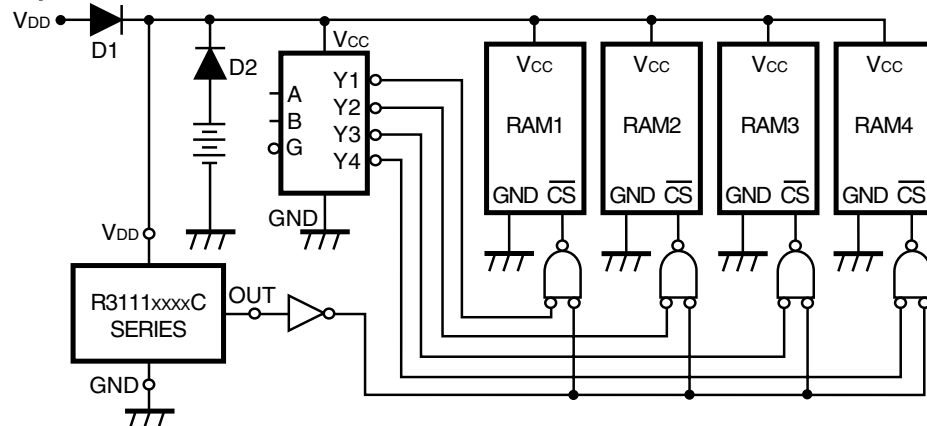 VDD
D1
D2
VCC
A
B
G
Y1
Y2
Y3
Y4
GND
VCC
RAM1
GND CS
VCC
RAM2
GND CS
VCC
RAM3
GND CS
VCC
RAM4
GND CS
VDD
R3111xxxxC
SERIES
OUT
GND